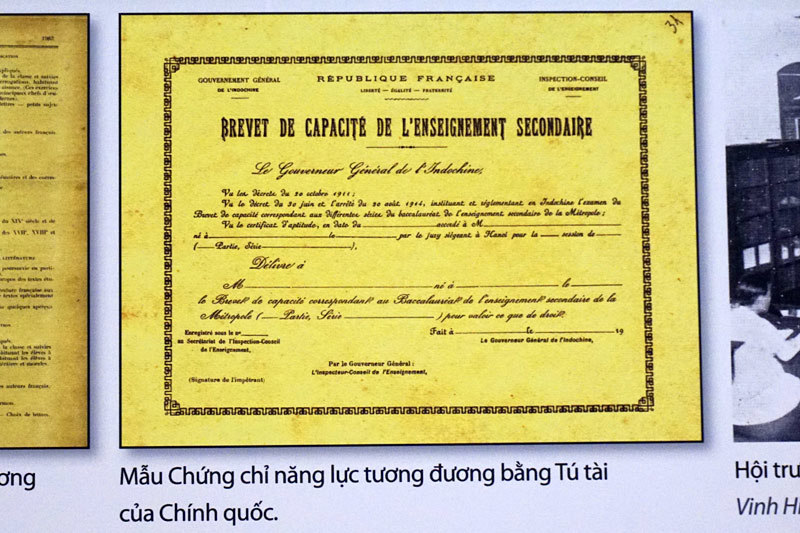 1902
31
GOUVERNEMENT GÉNÉRAL
DE L'INDOCHINE
RÉPUBLIQUE FRANÇAISE
LIBERTÉ — ÉGALITÉ — FRATERNITÉ
INSPECTION-CONSEIL
DE L'ENSEIGNEMENT
BREVET DE CAPACITÉ DE L'ENSEIGNEMENT SECONDAIRE
Le Gouverneur Général de l'Indochine,
Vu les décrets du 20 octobre 1911 ;
Vu le décret du 30 juin et l'arrêté du 20 août 1914, instituant et réglementant en Indochine l'examen du
Brevet de capacité correspondant aux différentes séries du baccalauréat de l'enseignement secondaire de la Métropole ;
Vu le certificat d'aptitude, en date du accordé à M
né à le par le jury siégeant à Hanoï pour la session de
(— Partie, Série ),
Délivre à
M né à le
le Brevet de capacité correspondant au Baccalauréat de l'enseignement secondaire de la
Métropole (— Partie, Série ) pour valoir ce que de droit.
Enregistré sous le nº
au Secrétariat de l'Inspection-Conseil
de l'Enseignement,
Fait à le 19
Le Gouverneur Général de l'Indochine,
Par le Gouverneur Général :
L'Inspecteur-Conseil de l'Enseignement,
(Signature de l'impétrant)
ương
Mẫu Chứng chỉ năng lực tương đương bằng Tú tài
của Chính quốc.
Hội trư
Vinh H